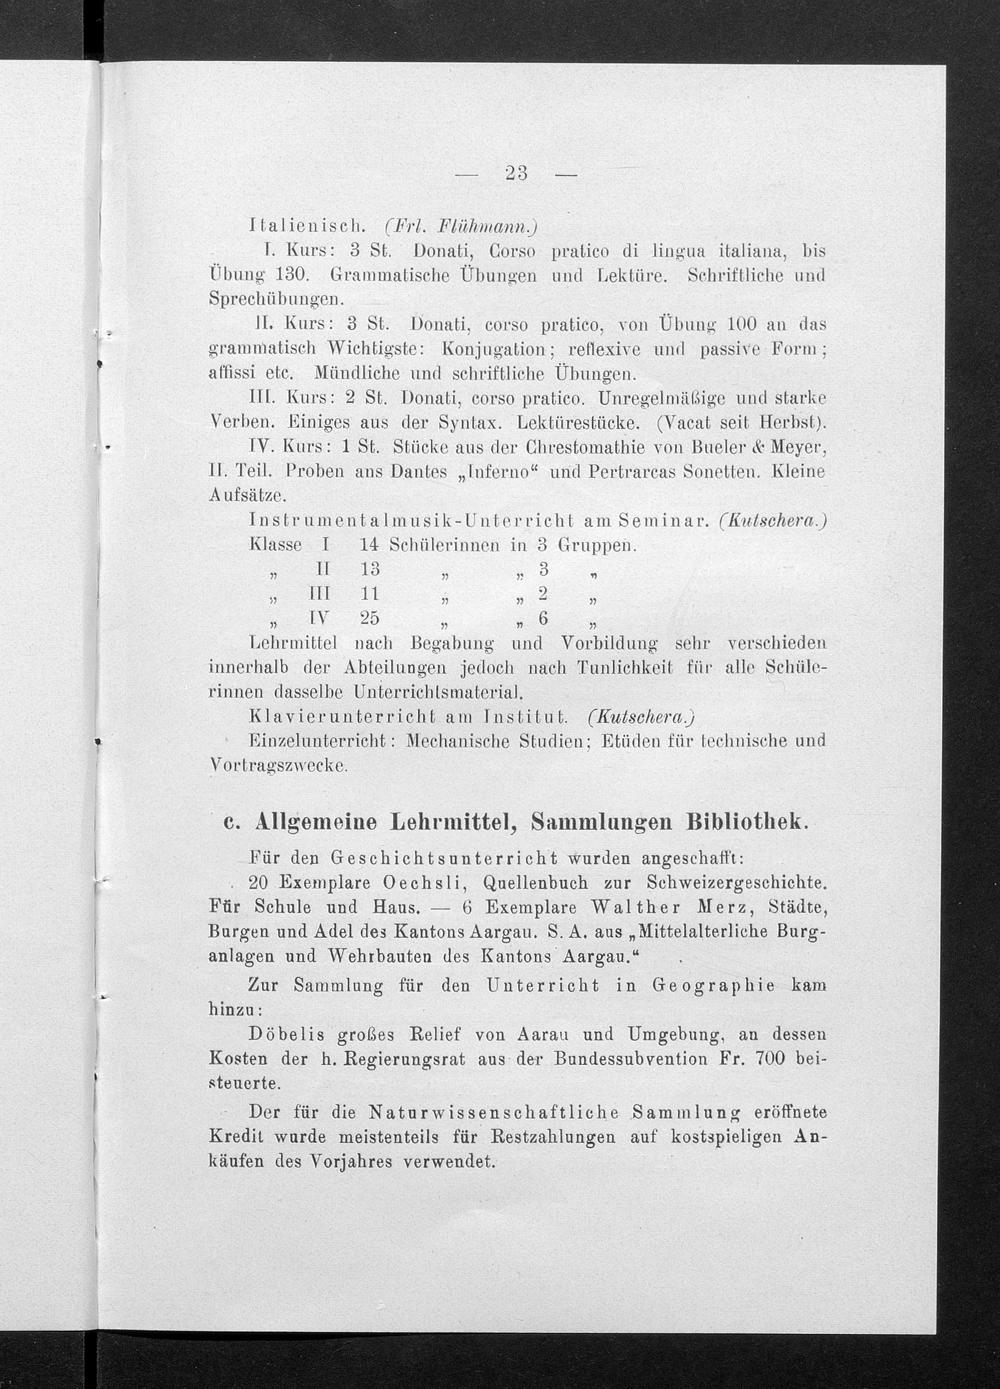 — 23 —
Italienisch. (Frl. Flühmann.)
I. Kurs: 3 St. Donati, Corso pratico di lingua italiana, bis
Übung 130. Grammatische Übungen und Lektüre. Schriftliche und
Sprechübungen.
II. Kurs: 3 St. Donati, corso pratico, von Übung 100 an das
grammatisch Wichtigste: Konjugation; reflexive und passive Form;
affissi etc. Mündliche und schriftliche Übungen.
III. Kurs: 2 St. Donati, corso pratico. Unregelmäßige und starke
Verben. Einiges aus der Syntax. Lektürestücke. (Vacat seit Herbst).
IV. Kurs: 1 St. Stücke aus der Chrestomathie von Bueler & Meyer,
II. Teil. Proben ans Dantes „Inferno“ und Pertrarcas Sonetten. Kleine
Aufsätze.
Instrumentalmusik-Unterricht am Seminar. (Kutschera.)
Klasse I 14 Schülerinnen in 3 Gruppen.
„ II 13 „ „ 3 „
„ III 11 „ „ 2 „
„ IV 25 „ „ 6 „
Lehrmittel nach Begabung und Vorbildung sehr verschieden
innerhalb der Abteilungen jedoch nach Tunlichkeit für alle Schüle-
rinnen dasselbe Unterrichtsmaterial.
Klavierunterricht am Institut. (Kutschera.)
Einzelunterricht: Mechanische Studien; Etüden für technische und
Vortragszwecke.
c. Allgemeine Lehrmittel, Sammlungen Bibliothek.
Für den Geschichtsunterricht wurden angeschafft:
20 Exemplare Oechsli, Quellenbuch zur Schweizergeschichte.
Für Schule und Haus. — 6 Exemplare Walther Merz, Städte,
Burgen und Adel des Kantons Aargau. S. A. aus „Mittelalterliche Burg-
anlagen und Wehrbauten des Kantons Aargau.“
Zur Sammlung für den Unterricht in Geographie kam
hinzu:
Döbelis großes Relief von Aarau und Umgebung, an dessen
Kosten der h. Regierungsrat aus der Bundessubvention Fr. 700 bei-
steuerte.
Der für die Naturwissenschaftliche Sammlung eröffnete
Kredit wurde meistenteils für Restzahlungen auf kostspieligen An-
käufen des Vorjahres verwendet.